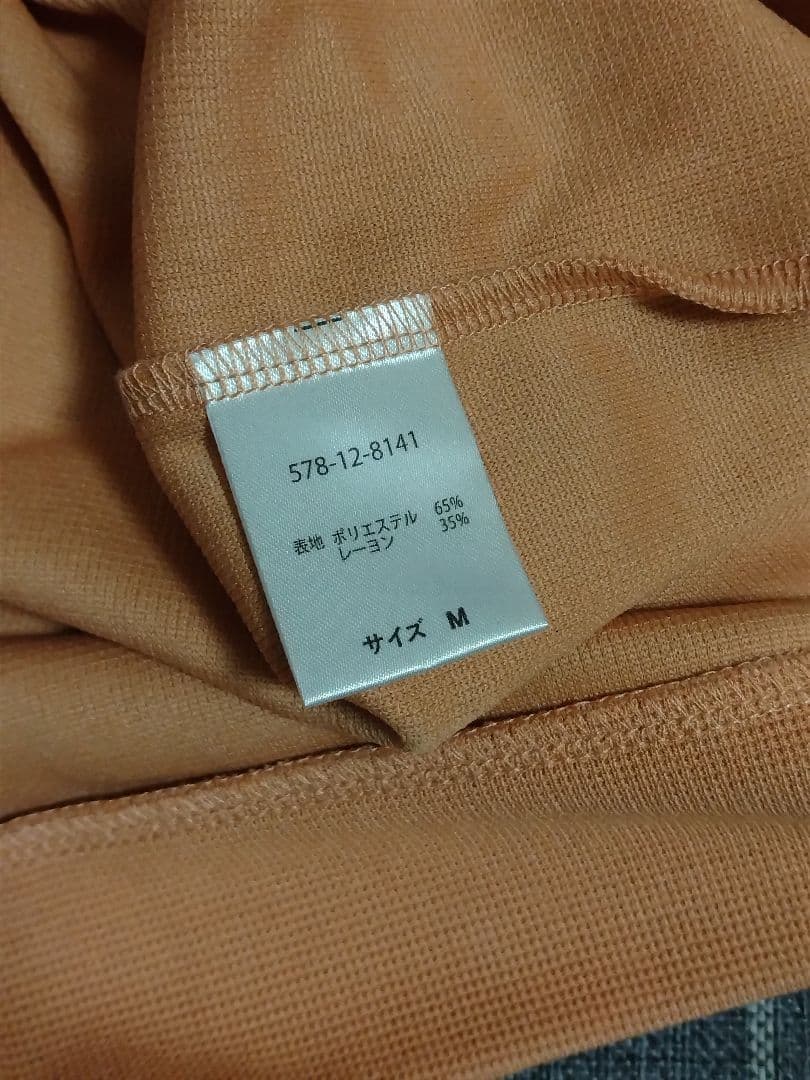 578-12-8141
表地 ポリエステル 65%
レーヨン 35%
サイズ M